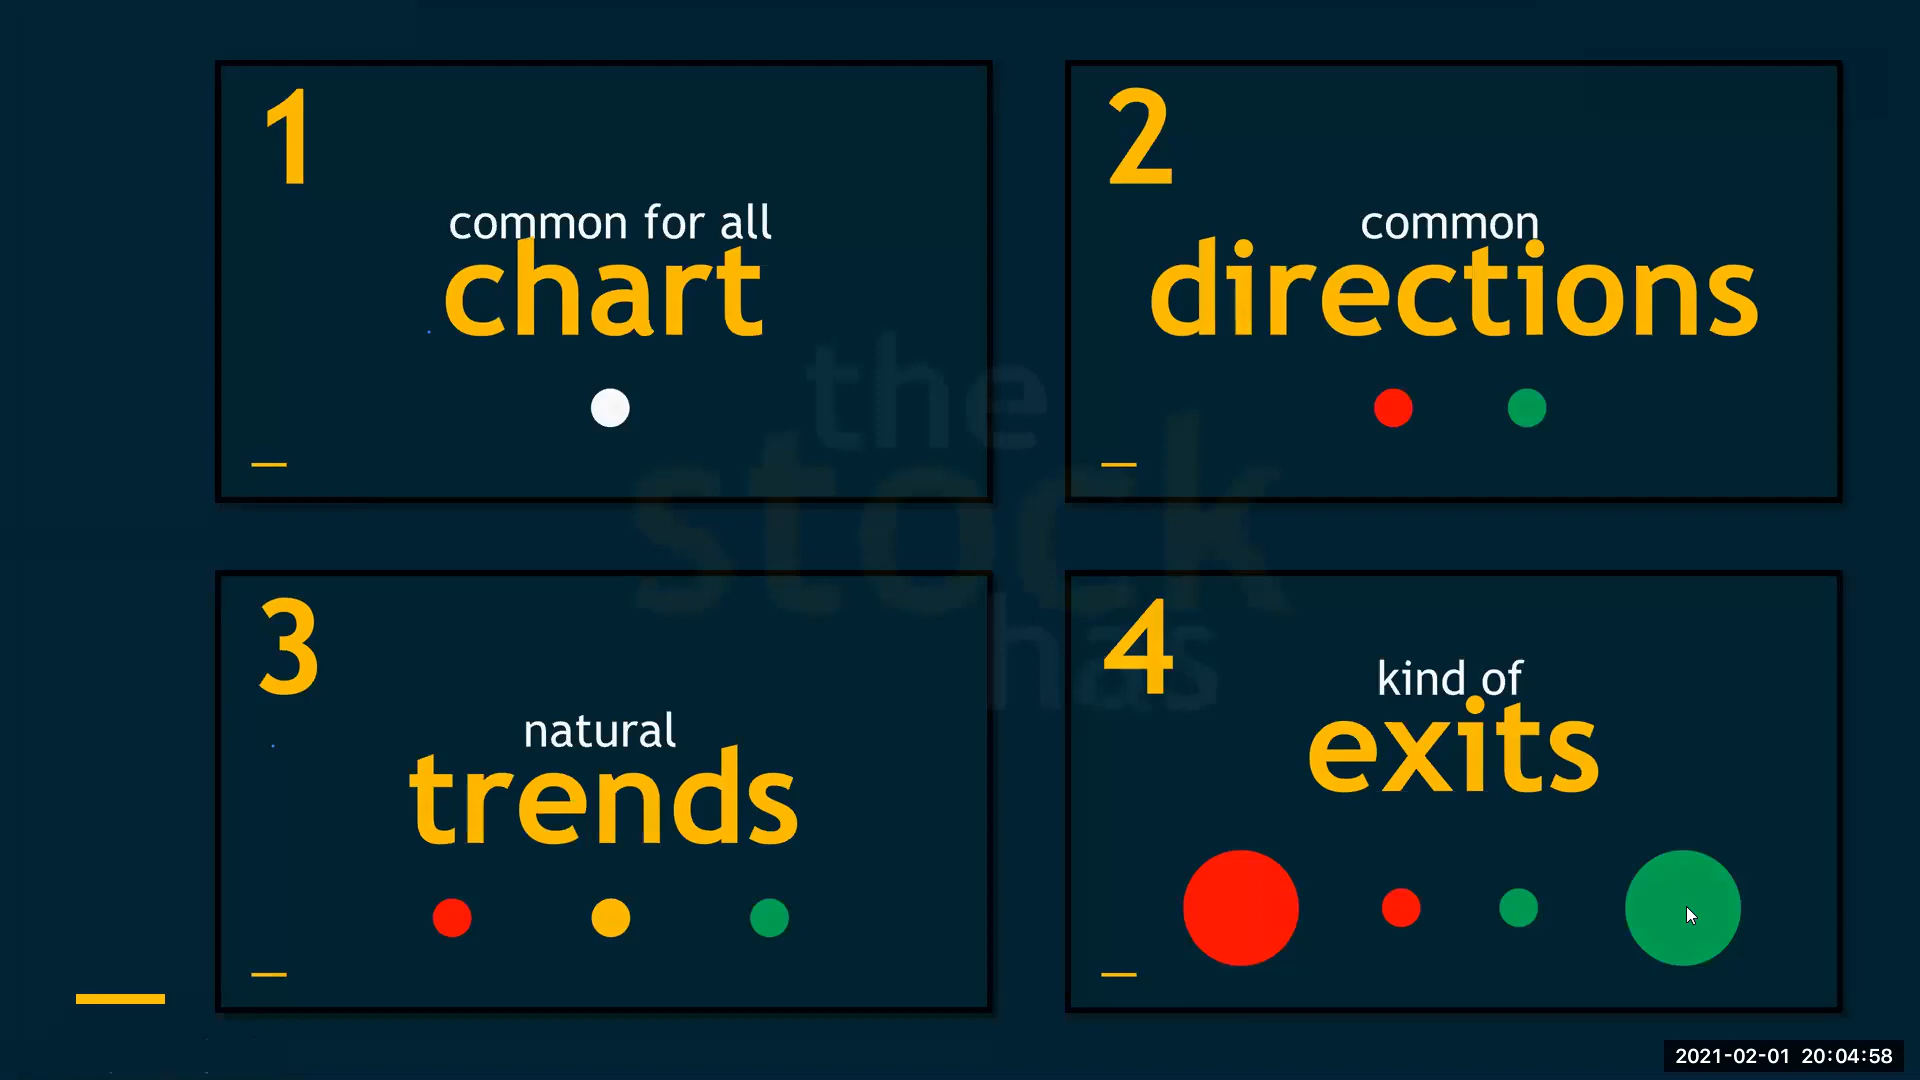 1
common for all
chart
2
common
directions
the
stock
has
3
natural
trends
4
kind of
exits
2021-02-01 20:04:58